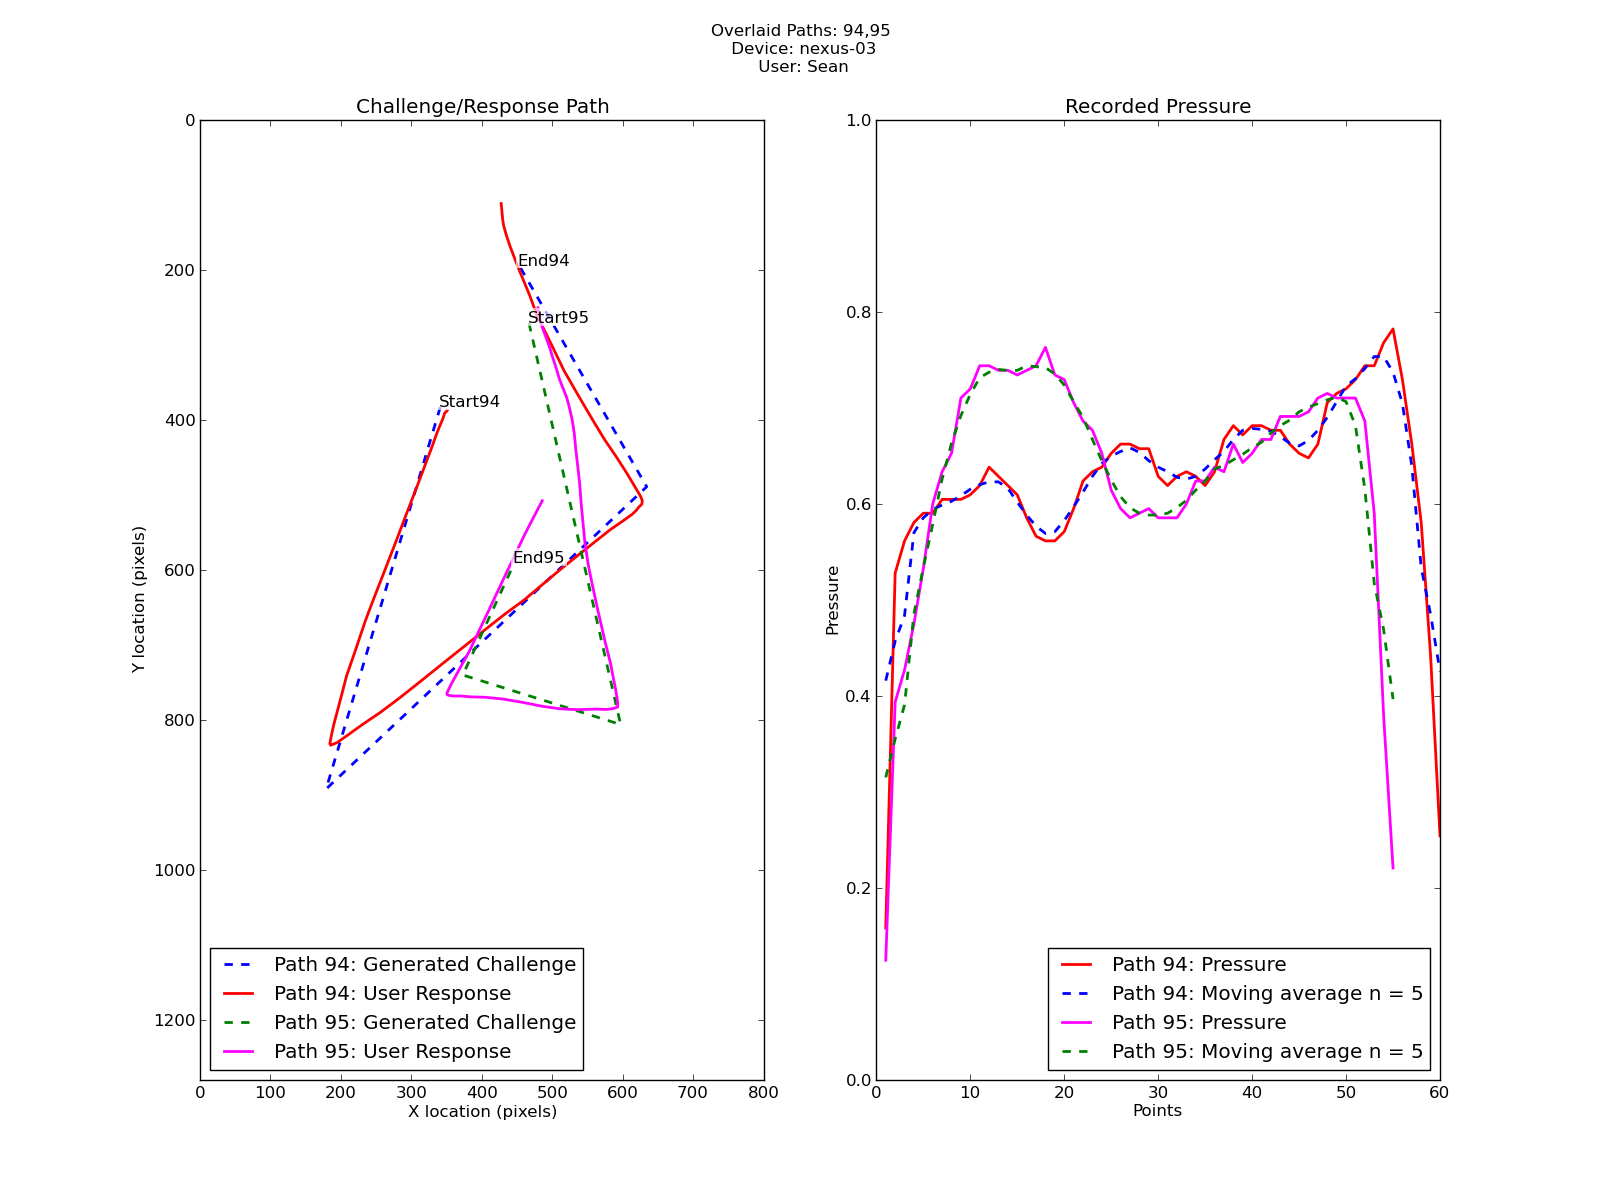 Overlaid Paths: 94,95
Device: nexus-03
User: Sean
Challenge/Response Path
0
200
400
600
800
1000
1200
Y location (pixels)
End94
Start95
Start94
End95
Path 94: Generated Challenge
Path 94: User Response
Path 95: Generated Challenge
Path 95: User Response
0 100 200 300 400 500 600 700 800
X location (pixels)
Recorded Pressure
1.0
0.8
0.6
0.4
0.2
0.0
Pressure
Path 94: Pressure
Path 94: Moving average n = 5
Path 95: Pressure
Path 95: Moving average n = 5
0 10 20 30 40 50 60
Points